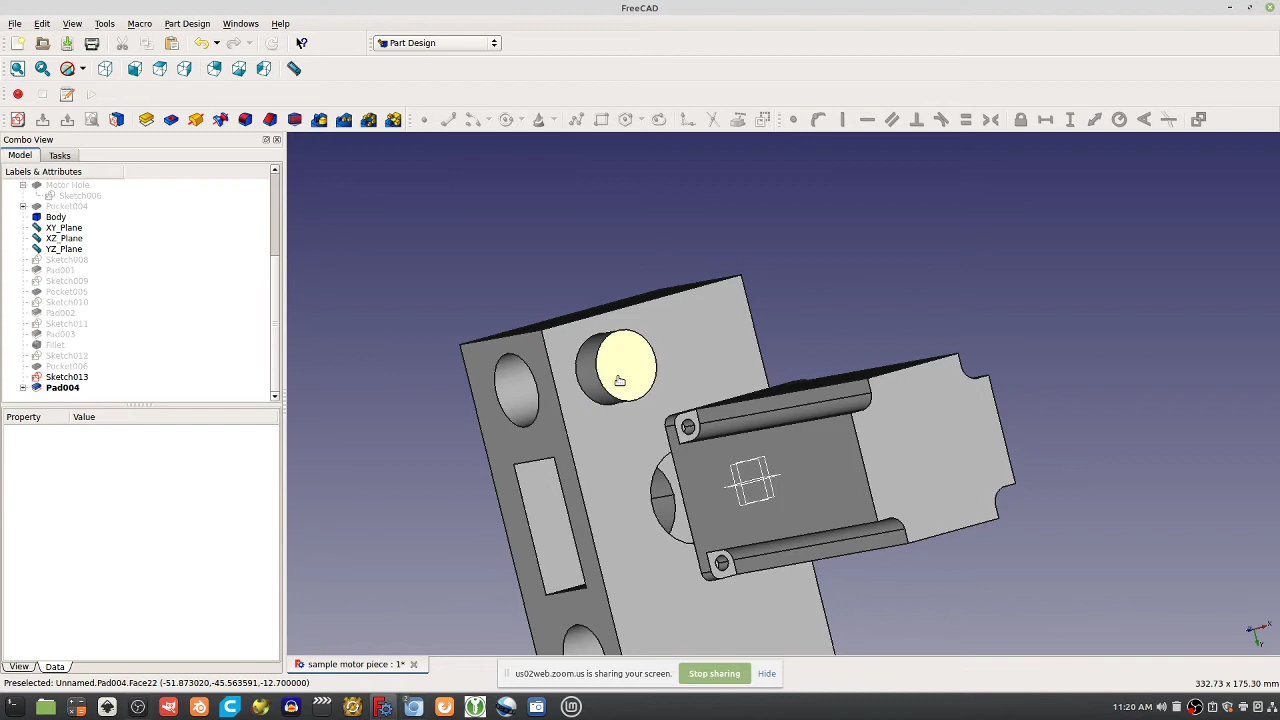 FreeCAD
File Edit View Tools Macro Part Design Windows Help
Part Design
Combo View
Model Tasks
Labels & Attributes
Motor Hole
Sketch006
Pocket004
Body
XY_Plane
XZ_Plane
YZ_Plane
Sketch008
Pad001
Sketch009
Pocket005
Sketch010
Pad002
Sketch011
Pad003
Fillet
Sketch012
Pocket006
Sketch013
Pad004
Property Value
View Data
sample motor piece : 1*
us02web.zoom.us is sharing your screen. Stop sharing Hide
Preselected: Unnamed.Pad004.Face22 (-51.873020,-45.563591,-12.700000)
332.73 mm x 175.30 mm
11:20 AM